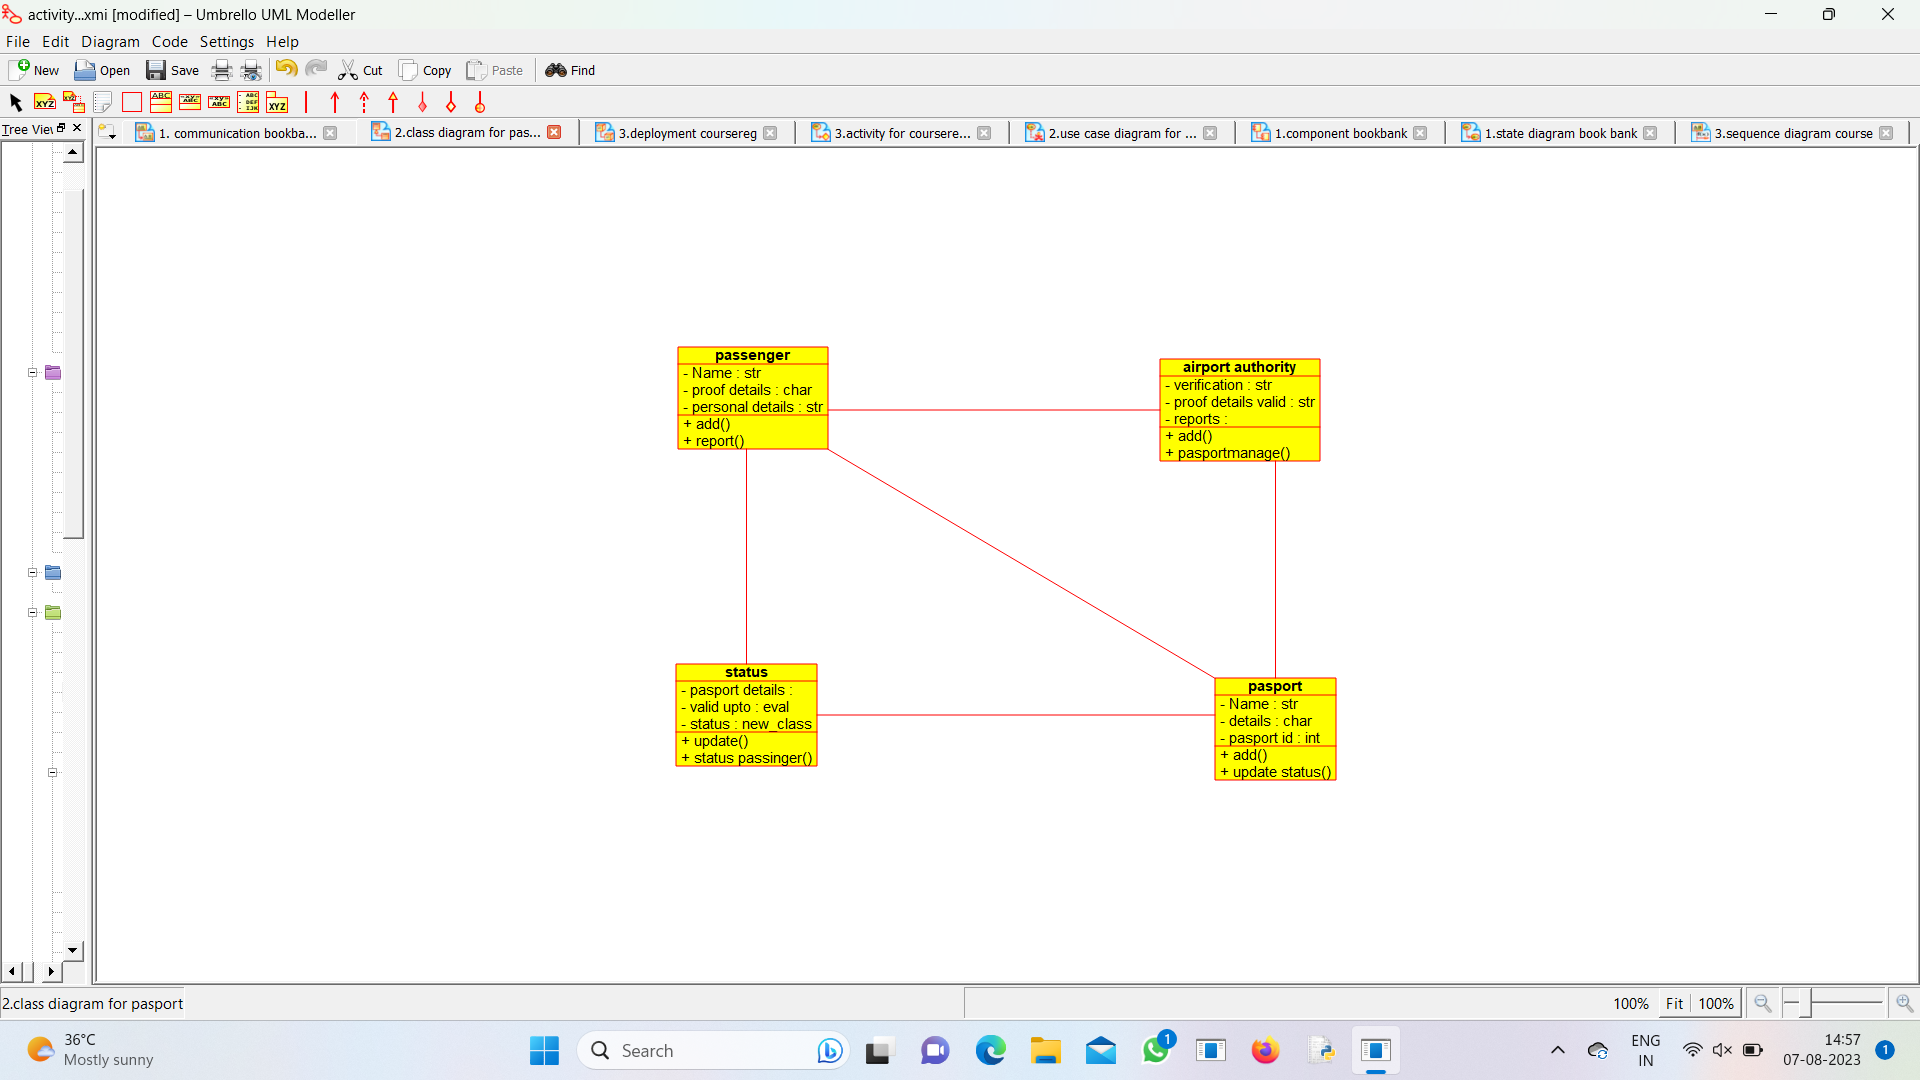 activity...xmi [modified] – Umbrello UML Modeller
File Edit Diagram Code Settings Help
New Open Save Cut Copy Paste Find
Tree Vie
1. communication bookba... 2.class diagram for pas... 3.deployment coursereg 3.activity for coursere... 2.use case diagram for ... 1.component bookbank 1.state diagram book bank 3.sequence diagram course
passenger
- Name : str
- proof details : char
- personal details : str
+ add()
+ report()
airport authority
- verification : str
- proof details valid : str
- reports :
+ add()
+ pasportmanage()
status
- pasport details :
- valid upto : eval
- status : new_class
+ update()
+ status passinger()
pasport
- Name : str
- details : char
- pasport id : int
+ add()
+ update status()
2.class diagram for pasport
100% Fit 100%
36°C
Mostly sunny
Search
1
ENG
IN
14:57
07-08-2023
1